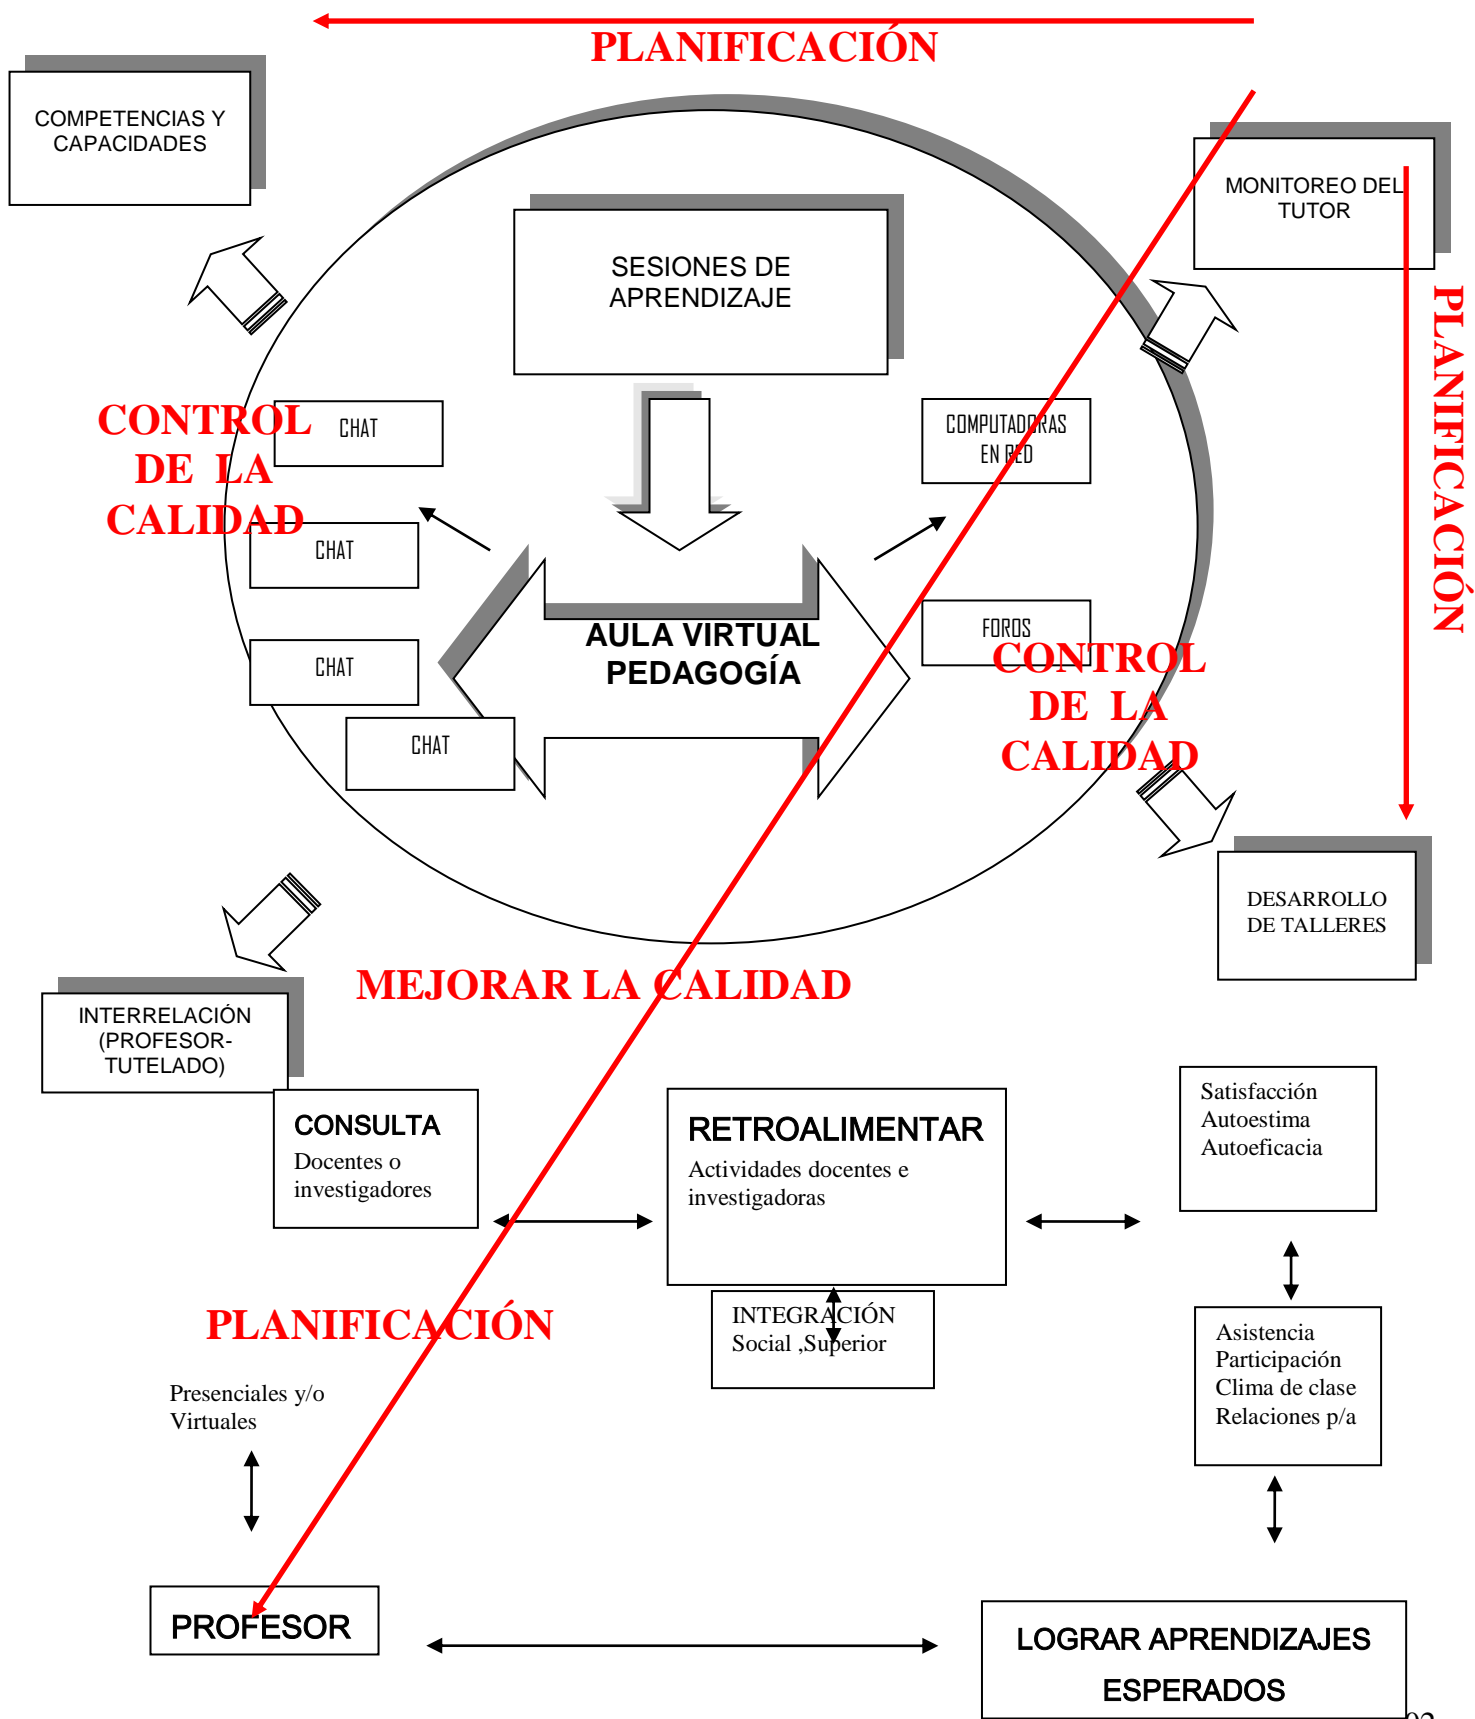 PLANIFICACIÓN
COMPETENCIAS Y
CAPACIDADES
MONITOREO DEL
TUTOR
SESIONES DE
APRENDIZAJE
PLANIFICACIÓN
CONTROL
DE LA
CALIDAD
CHAT
COMPUTADORAS
EN RED
CHAT
CHAT
CHAT
AULA VIRTUAL
PEDAGOGÍA
FOROS
CONTROL
DE LA
CALIDAD
DESARROLLO
DE TALLERES
MEJORAR LA CALIDAD
INTERRELACIÓN
(PROFESOR-
TUTELADO)
CONSULTA
Docentes o
investigadores
RETROALIMENTAR
Actividades docentes e
investigadoras
Satisfacción
Autoestima
Autoeficacia
INTEGRACIÓN
Social ,Superior
PLANIFICACIÓN
Asistencia
Participación
Clima de clase
Relaciones p/a
Presenciales y/o
Virtuales
PROFESOR
LOGRAR APRENDIZAJES
ESPERADOS